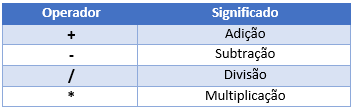 Operador Significado
+ Adição
- Subtração
/ Divisão
* Multiplicação